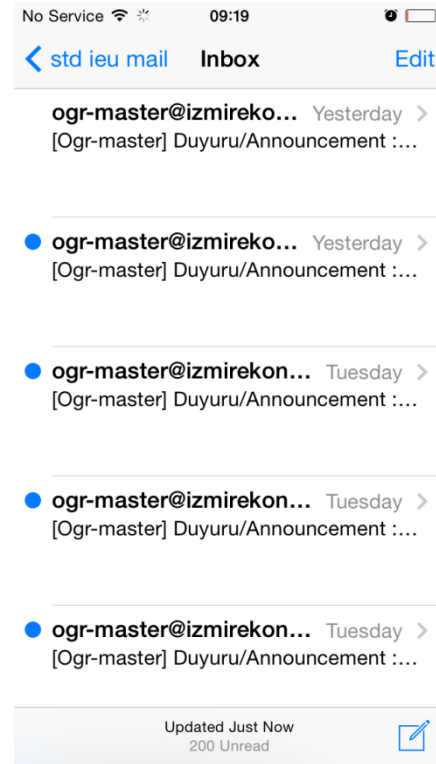 No Service 09:19
std ieu mail Inbox Edit
ogr-master@izmireko... Yesterday
[Ogr-master] Duyuru/Announcement :...
ogr-master@izmireko... Yesterday
[Ogr-master] Duyuru/Announcement :...
ogr-master@izmirekon... Tuesday
[Ogr-master] Duyuru/Announcement :...
ogr-master@izmirekon... Tuesday
[Ogr-master] Duyuru/Announcement :...
ogr-master@izmirekon... Tuesday
[Ogr-master] Duyuru/Announcement :...
Updated Just Now
200 Unread